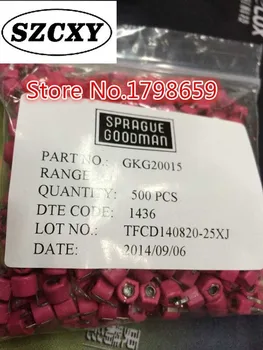 SZCXY
Store No.1798659
SPRAGUE
GOODMAN
PART NO.: GKG20015
RANGE
QUANTITY: 500 PCS
DTE CODE: 1436
LOT NO.: TFCD140820-25XJ
DATE: 2014/09/06